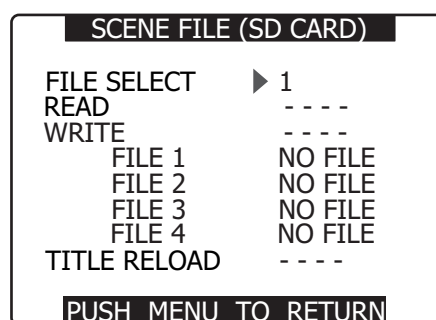 SCENE FILE (SD CARD)
FILE SELECT ▶ 1
READ - - - -
WRITE - - - -
FILE 1 NO FILE
FILE 2 NO FILE
FILE 3 NO FILE
FILE 4 NO FILE
TITLE RELOAD - - - -
PUSH MENU TO RETURN